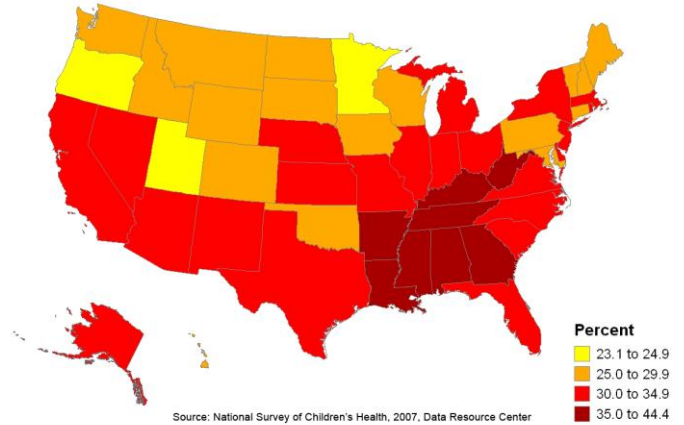 Percent
23.1 to 24.9
25.0 to 29.9
30.0 to 34.9
35.0 to 44.4
Source: National Survey of Children's Health, 2007, Data Resource Center